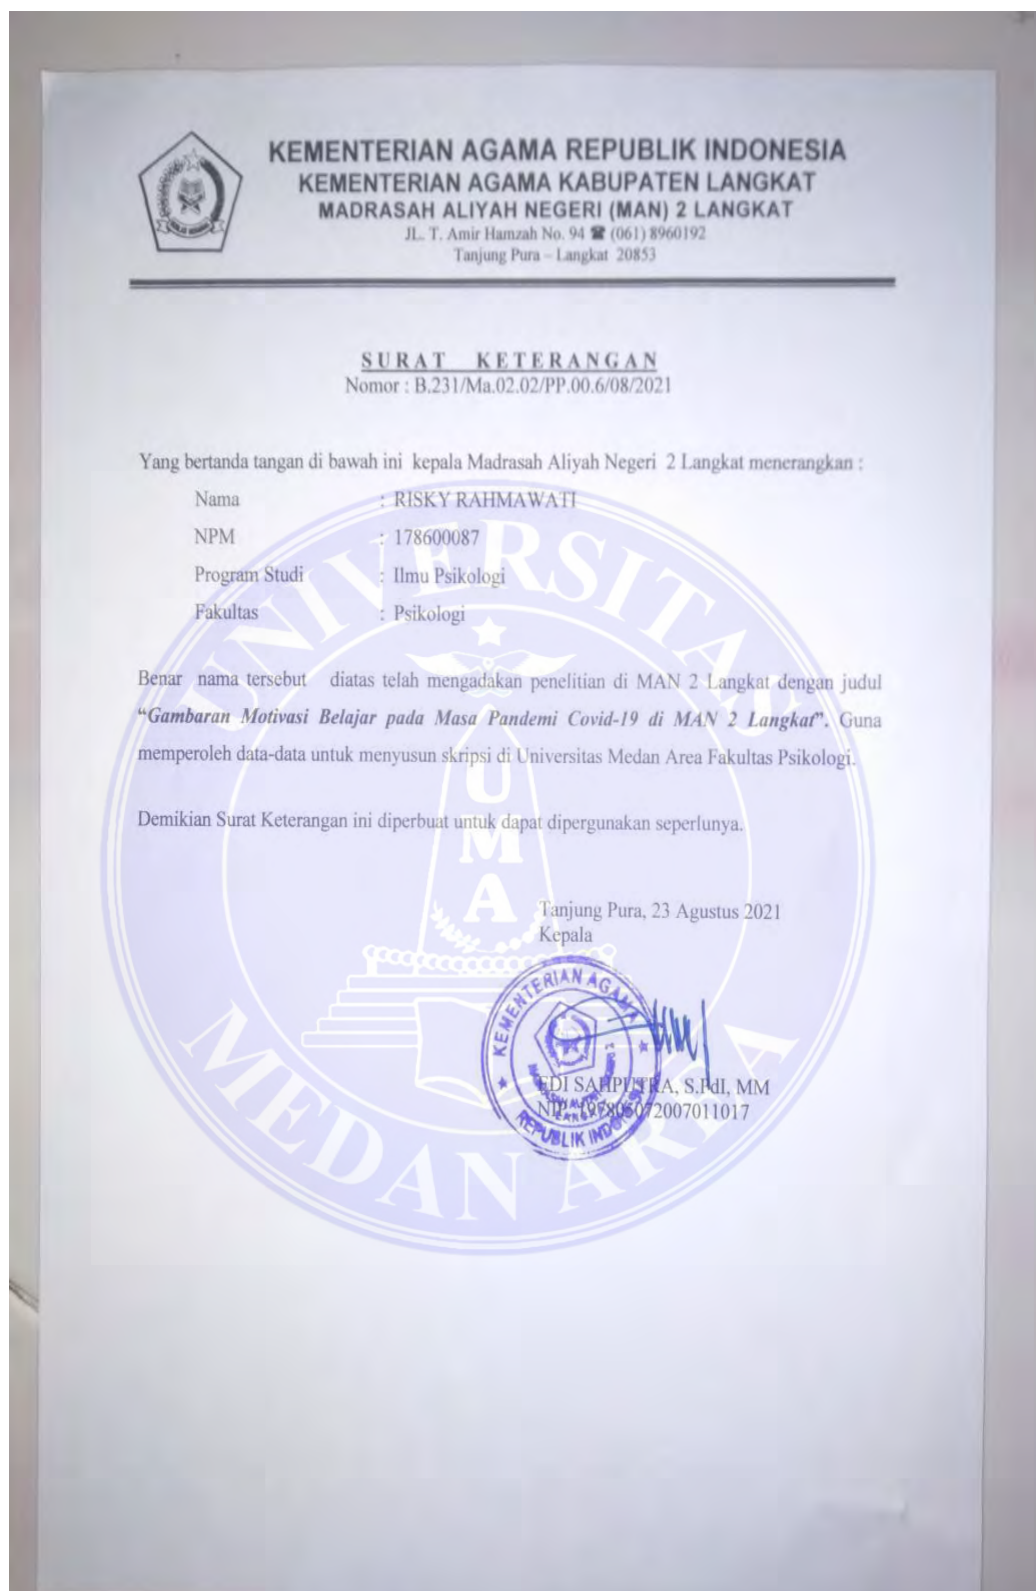 KEMENTERIAN AGAMA REPUBLIK INDONESIA
KEMENTERIAN AGAMA KABUPATEN LANGKAT
MADRASAH ALIYAH NEGERI (MAN) 2 LANGKAT
JL. T. Amir Hamzah No. 94 ☎ (061) 8960192
Tanjung Pura – Langkat 20853
SURAT KETERANGAN
Nomor : B.231/Ma.02.02/PP.00.6/08/2021
Yang bertanda tangan di bawah ini kepala Madrasah Aliyah Negeri 2 Langkat menerangkan :
Nama : RISKY RAHMAWATI
NPM : 178600087
Program Studi : Ilmu Psikologi
Fakultas : Psikologi
Benar nama tersebut diatas telah mengadakan penelitian di MAN 2 Langkat dengan judul
“Gambaran Motivasi Belajar pada Masa Pandemi Covid-19 di MAN 2 Langkat”. Guna
memperoleh data-data untuk menyusun skripsi di Universitas Medan Area Fakultas Psikologi.
Demikian Surat Keterangan ini diperbuat untuk dapat dipergunakan seperlunya.
Tanjung Pura, 23 Agustus 2021
Kepala
KEMENTERIAN AGAMA
REPUBLIK INDONESIA
EDI SAHPUTRA, S.PdI, MM
NIP. 197805072007011017
UNIVERSITAS
MEDAN AREA
UMA